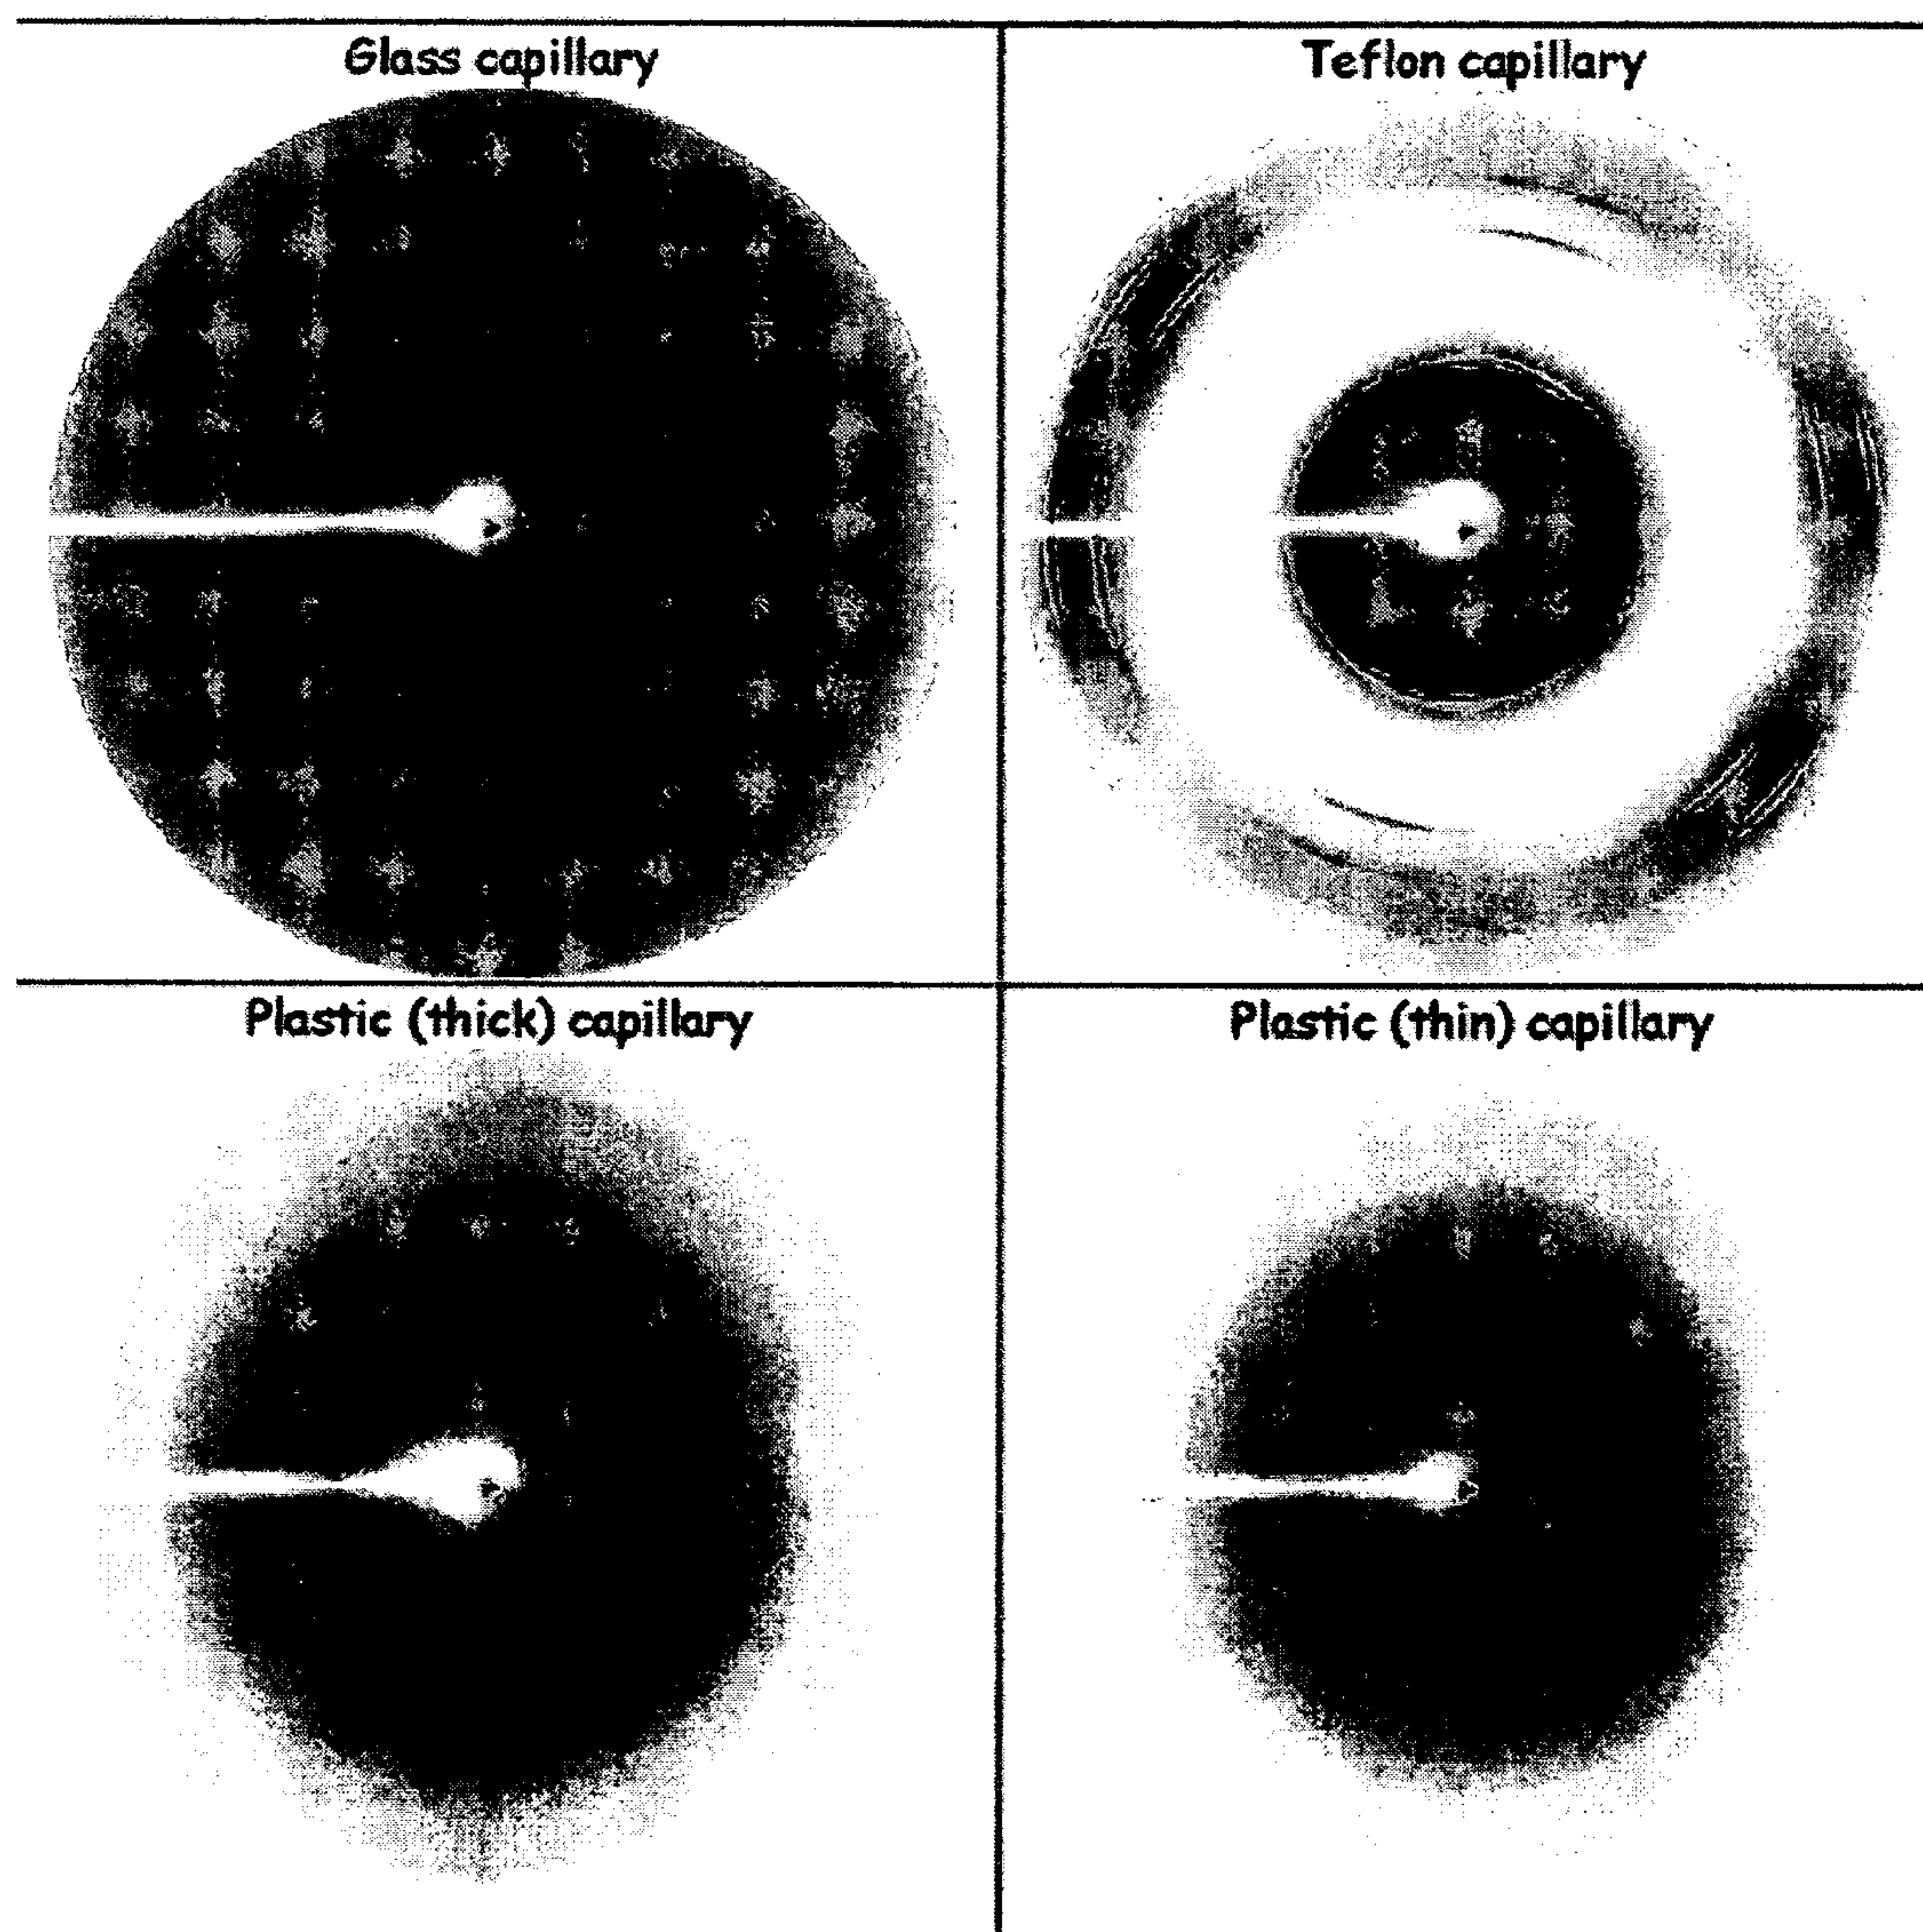 Glass capillary
Teflon capillary
Plastic (thick) capillary
Plastic (thin) capillary